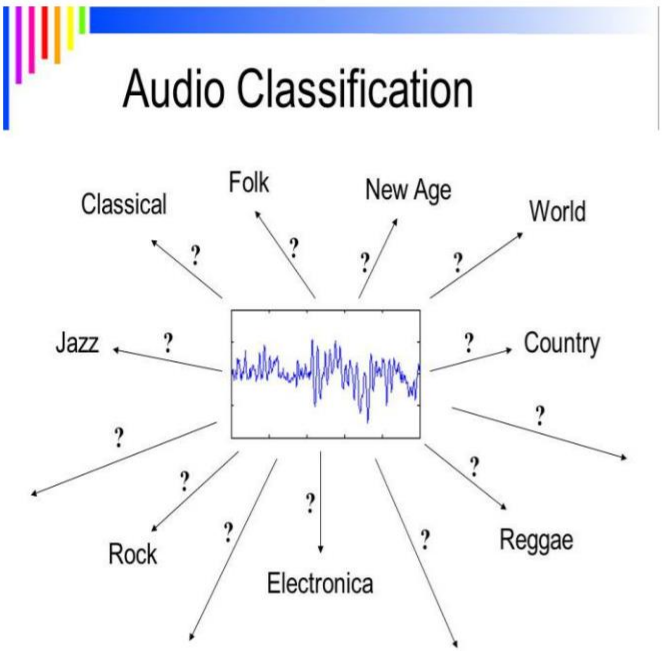 Audio Classification
Folk
New Age
Classical
World
?
?
?
?
Jazz
?
?
Country
?
?
?
?
?
?
?
Rock
Reggae
Electronica